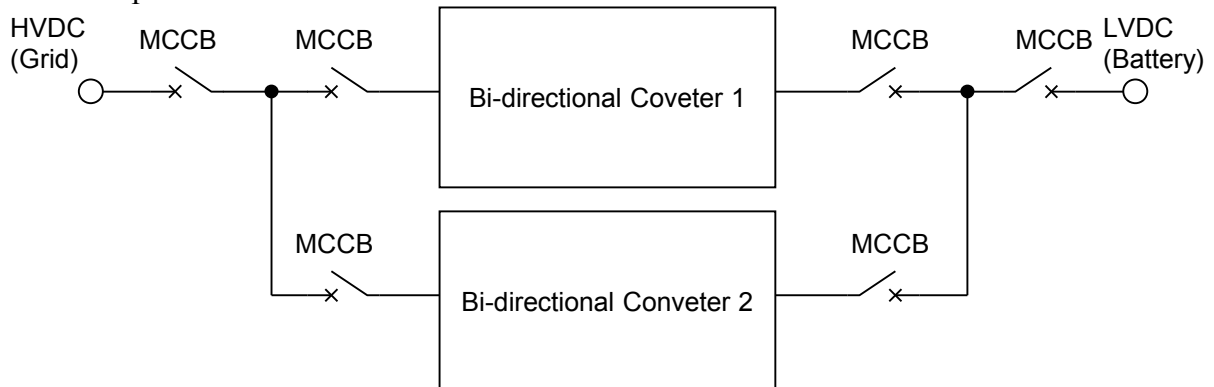 HVDC
(Grid)
MCCB
MCCB
MCCB
MCCB
LVDC
(Battery)
Bi-directional Coveter 1
MCCB
MCCB
Bi-directional Conveter 2